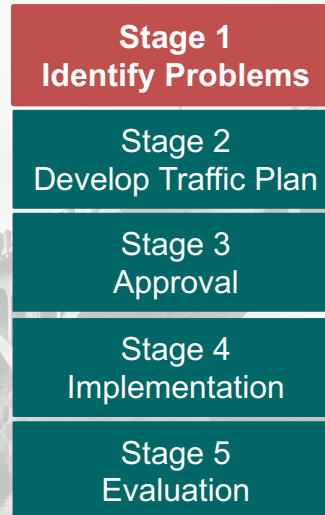 Stage 1
Identify Problems
Stage 2
Develop Traffic Plan
Stage 3
Approval
Stage 4
Implementation
Stage 5
Evaluation